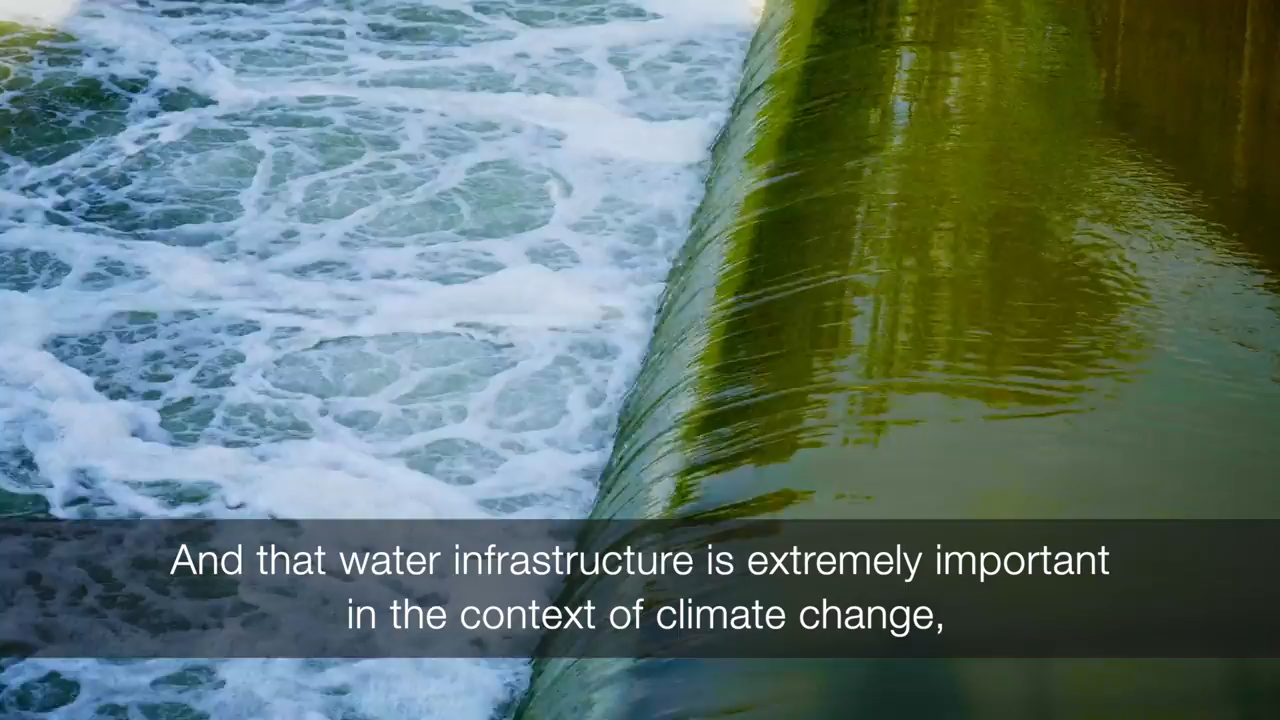 And that water infrastructure is extremely important
in the context of climate change,